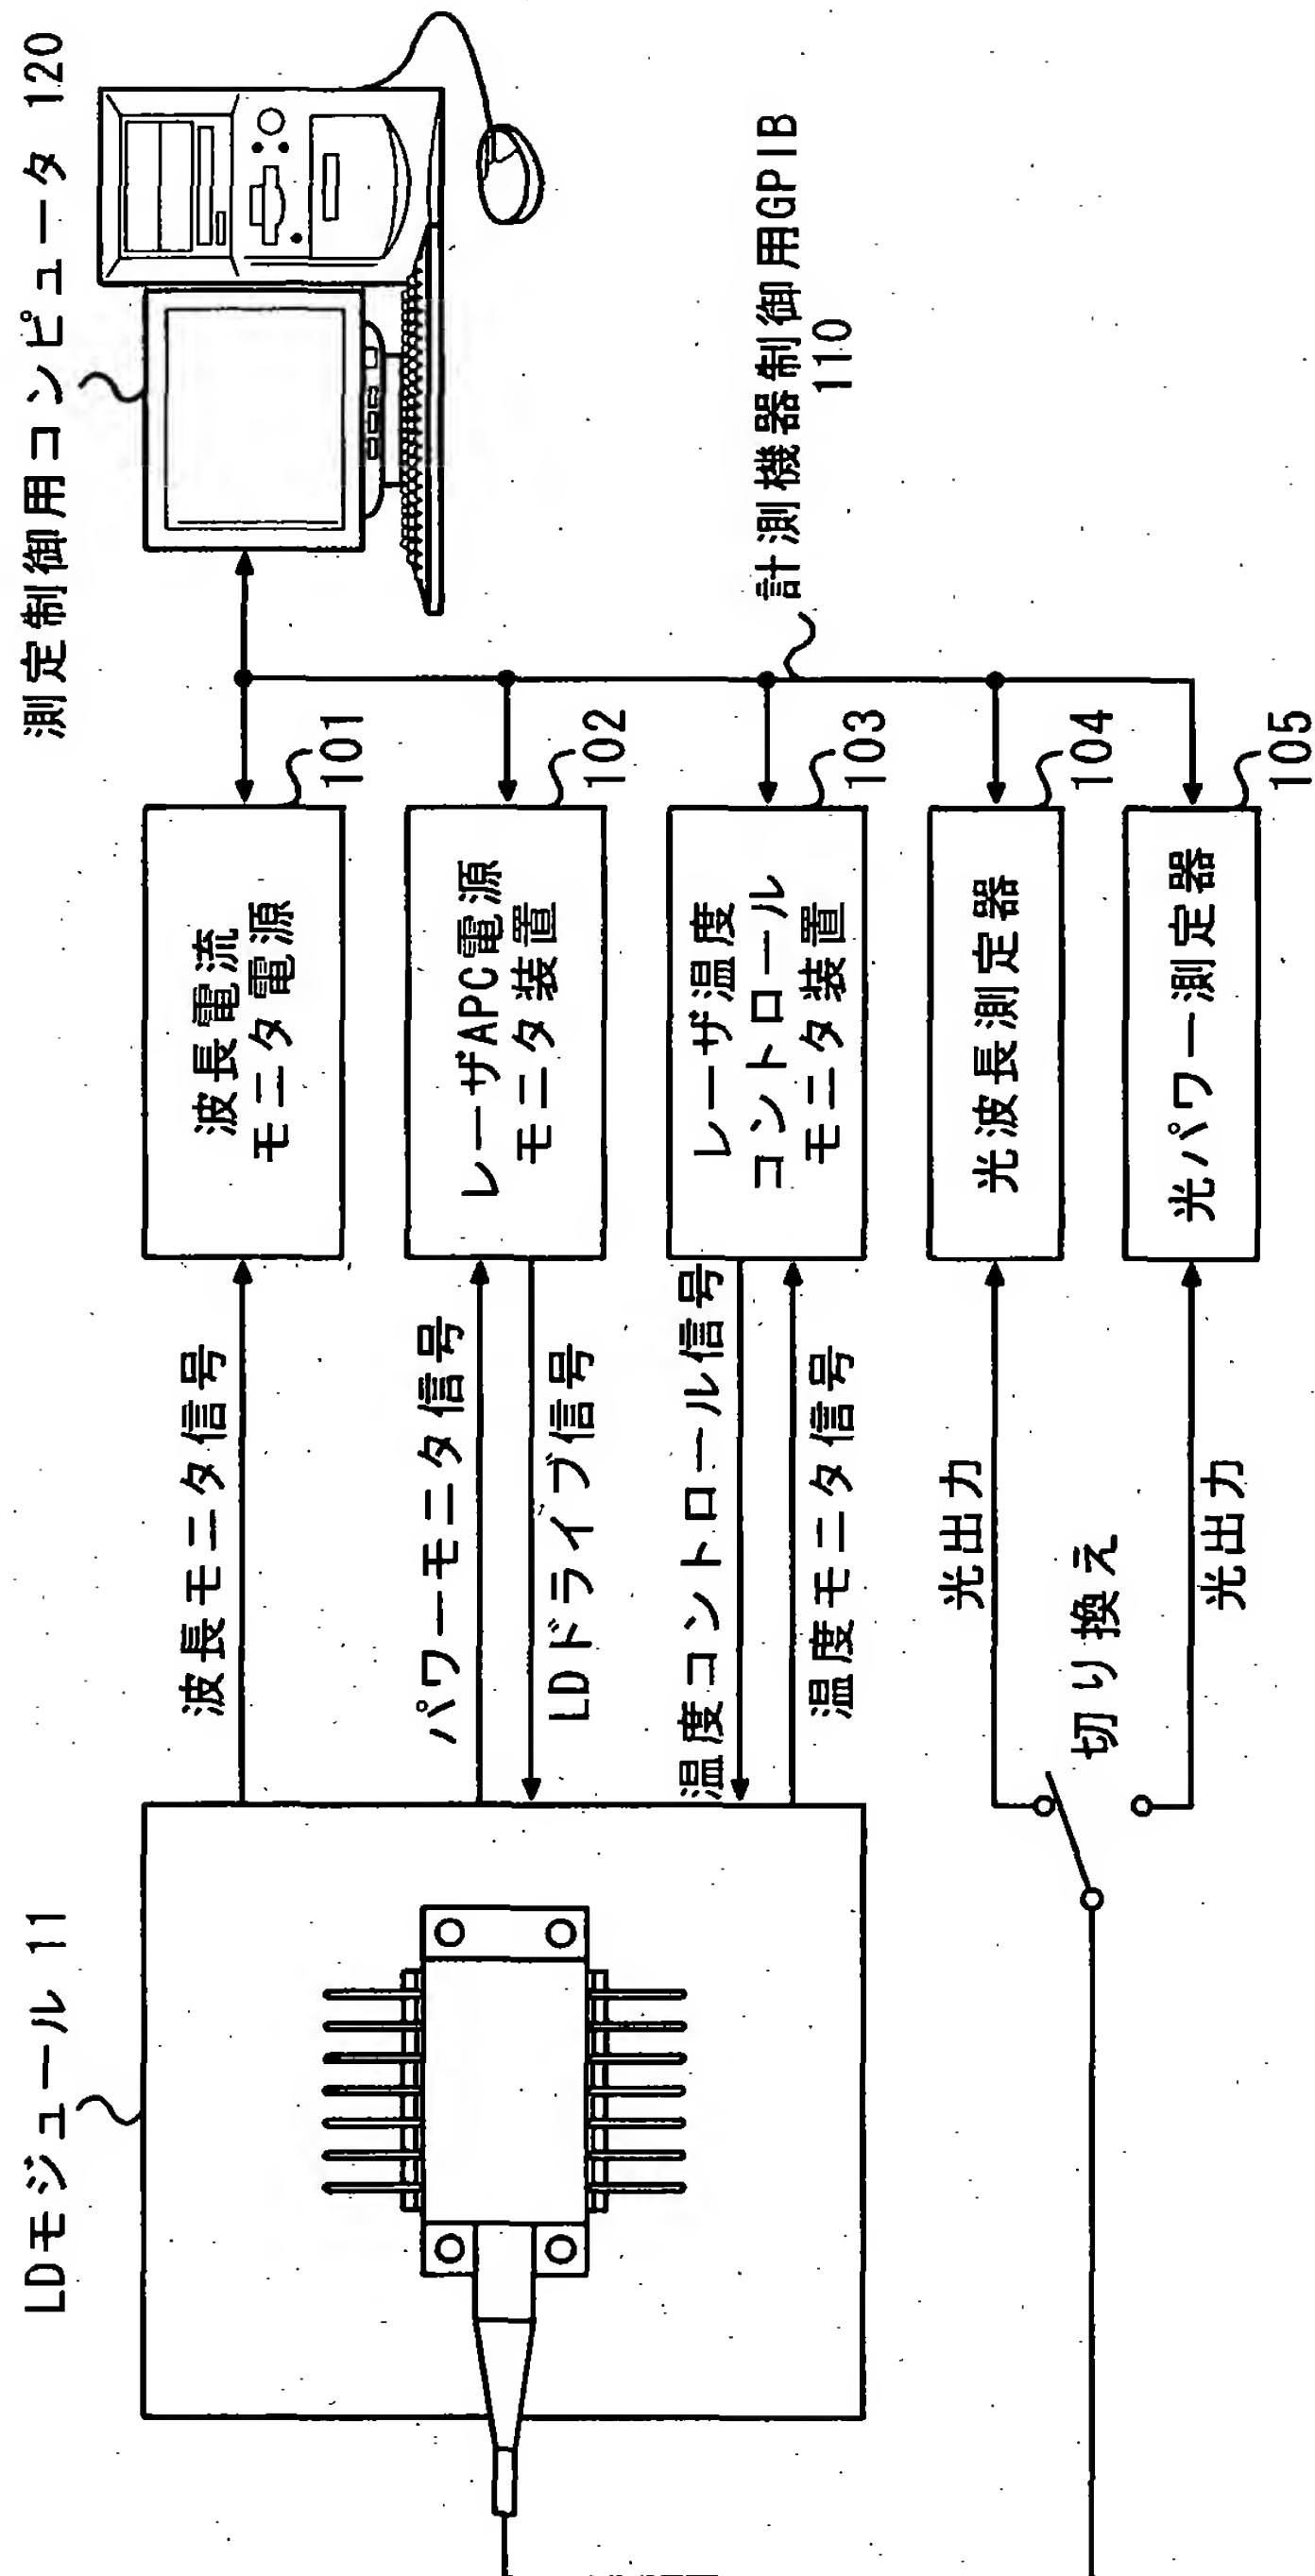 LDモジュール 11
測定制御用コンピュータ 120
波長モニタ信号
波長電流
モニタ電源
101
パワーモニタ信号
LDドライブ信号
レーザAPC電源
モニタ装置
102
温度コントロール信号
温度モニタ信号
レーザ温度
コントロール
モニタ装置
103
計測機器制御用GPIB
110
光出力
光波長測定器
104
切り換え
光出力
光パワー測定器
105